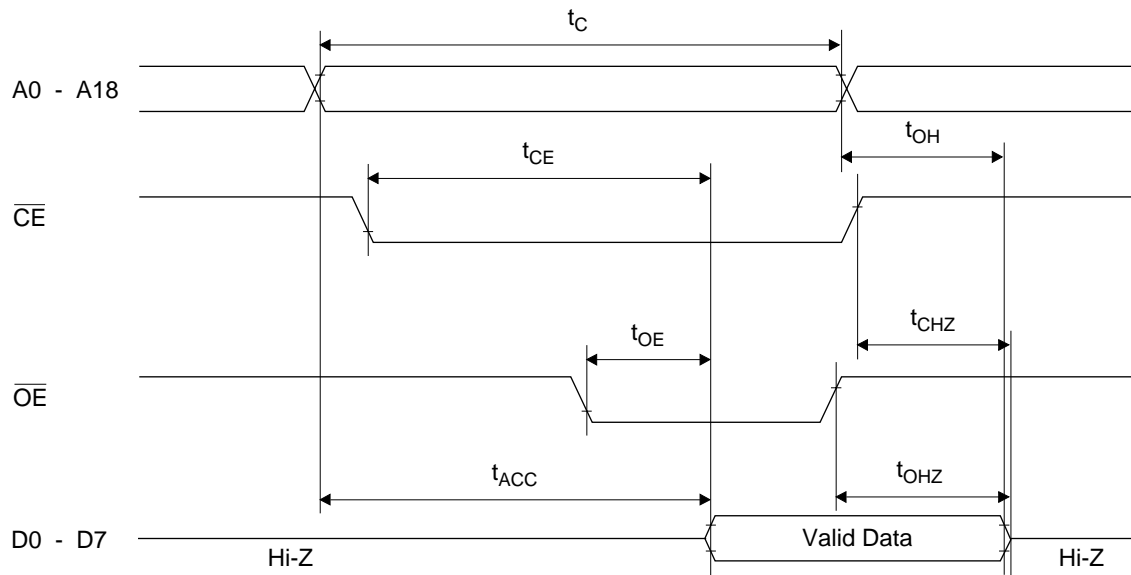 tC
A0 - A18
tOH
tCE
CE
tCHZ
tOE
OE
tACC
tOHZ
D0 - D7
Valid Data
Hi-Z
Hi-Z